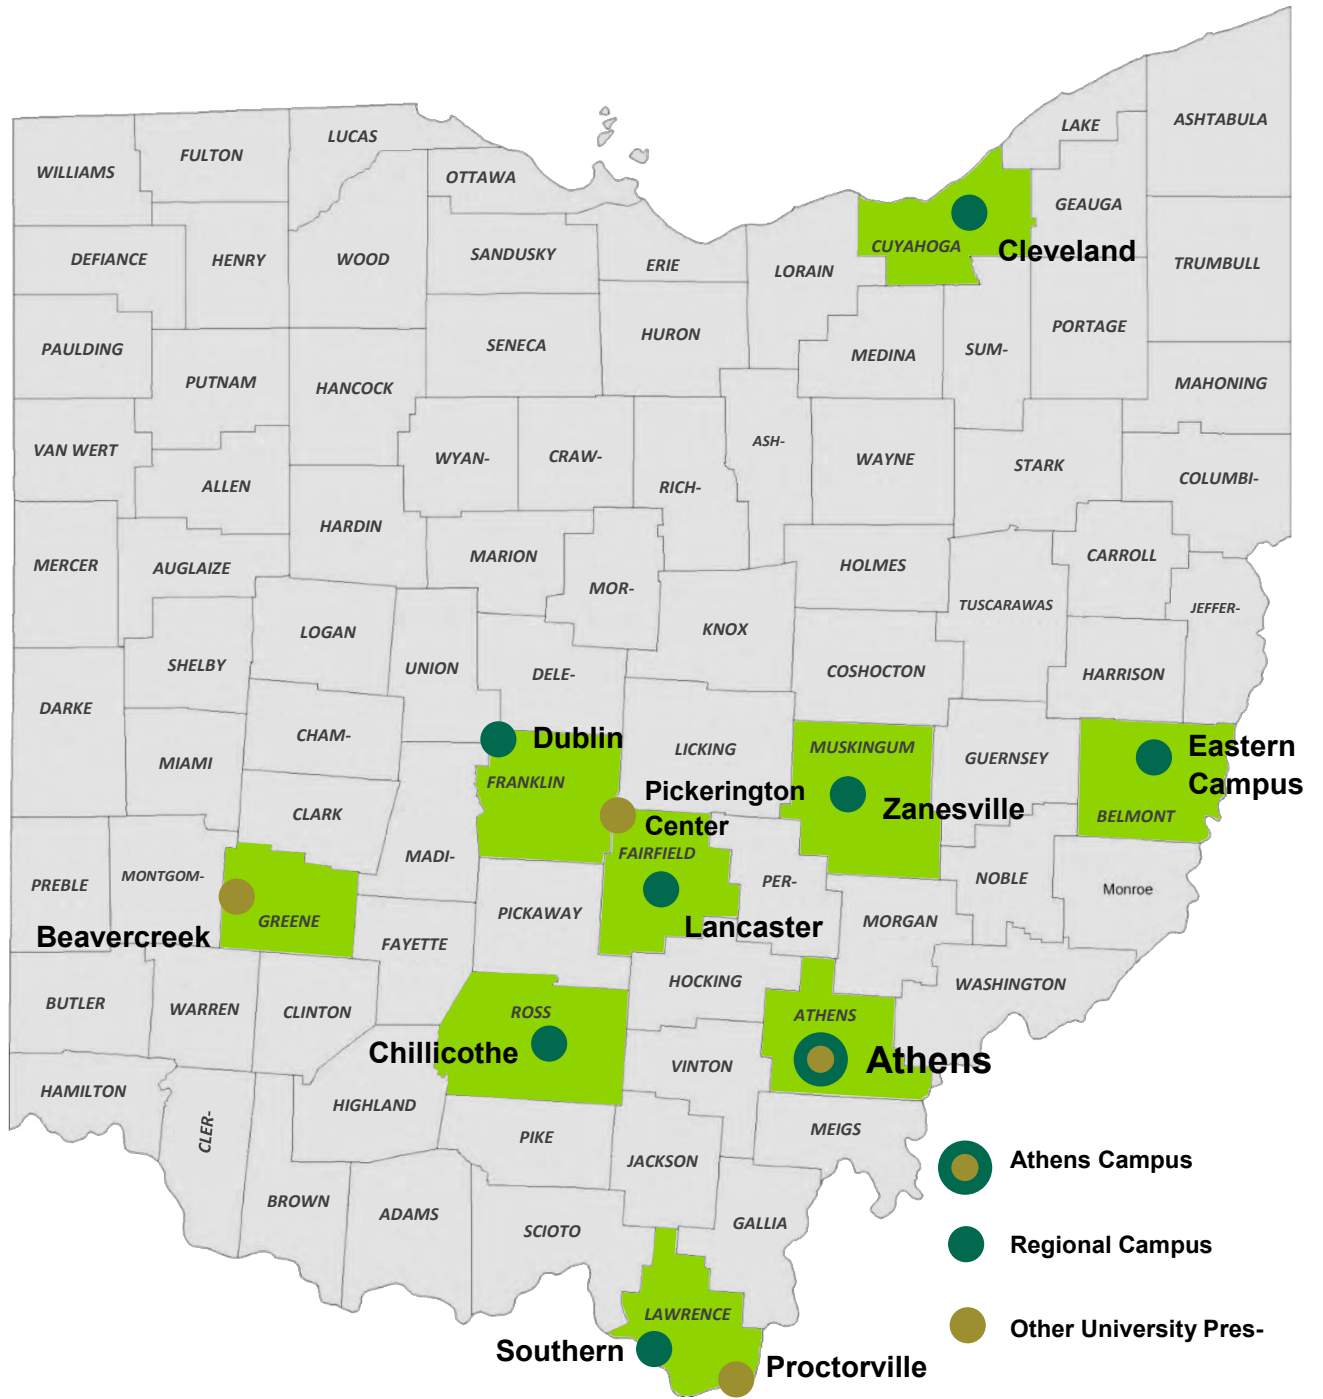 LAKE
ASHTABULA
LUCAS
FULTON
WILLIAMS
OTTAWA
GEAUGA
CUYAHOGA
Cleveland
DEFIANCE
HENRY
WOOD
SANDUSKY
ERIE
LORAIN
TRUMBULL
PAULDING
SENECA
HURON
MEDINA
SUM-
PORTAGE
PUTNAM
HANCOCK
MAHONING
VAN WERT
WYAN-
CRAW-
ASH-
WAYNE
STARK
COLUMBI-
ALLEN
RICH-
HARDIN
MERCER
AUGLAIZE
MARION
HOLMES
CARROLL
MOR-
TUSCARAWAS
JEFFER-
LOGAN
KNOX
SHELBY
UNION
DELE-
COSHOCTON
HARRISON
DARKE
CHAM-
Dublin
LICKING
MUSKINGUM
GUERNSEY
Eastern
Campus
MIAMI
FRANKLIN
Pickerington
Center
Zanesville
BELMONT
CLARK
MADI-
FAIRFIELD
PREBLE
MONTGOM-
PER-
NOBLE
Monroe
GREENE
PICKAWAY
Lancaster
MORGAN
Beavercreek
FAYETTE
HOCKING
WASHINGTON
BUTLER
WARREN
CLINTON
ROSS
ATHENS
Chillicothe
VINTON
Athens
HAMILTON
HIGHLAND
CLER-
PIKE
MEIGS
JACKSON
Athens Campus
BROWN
ADAMS
SCIOTO
GALLIA
Regional Campus
LAWRENCE
Other University Pres-
Southern
Proctorville